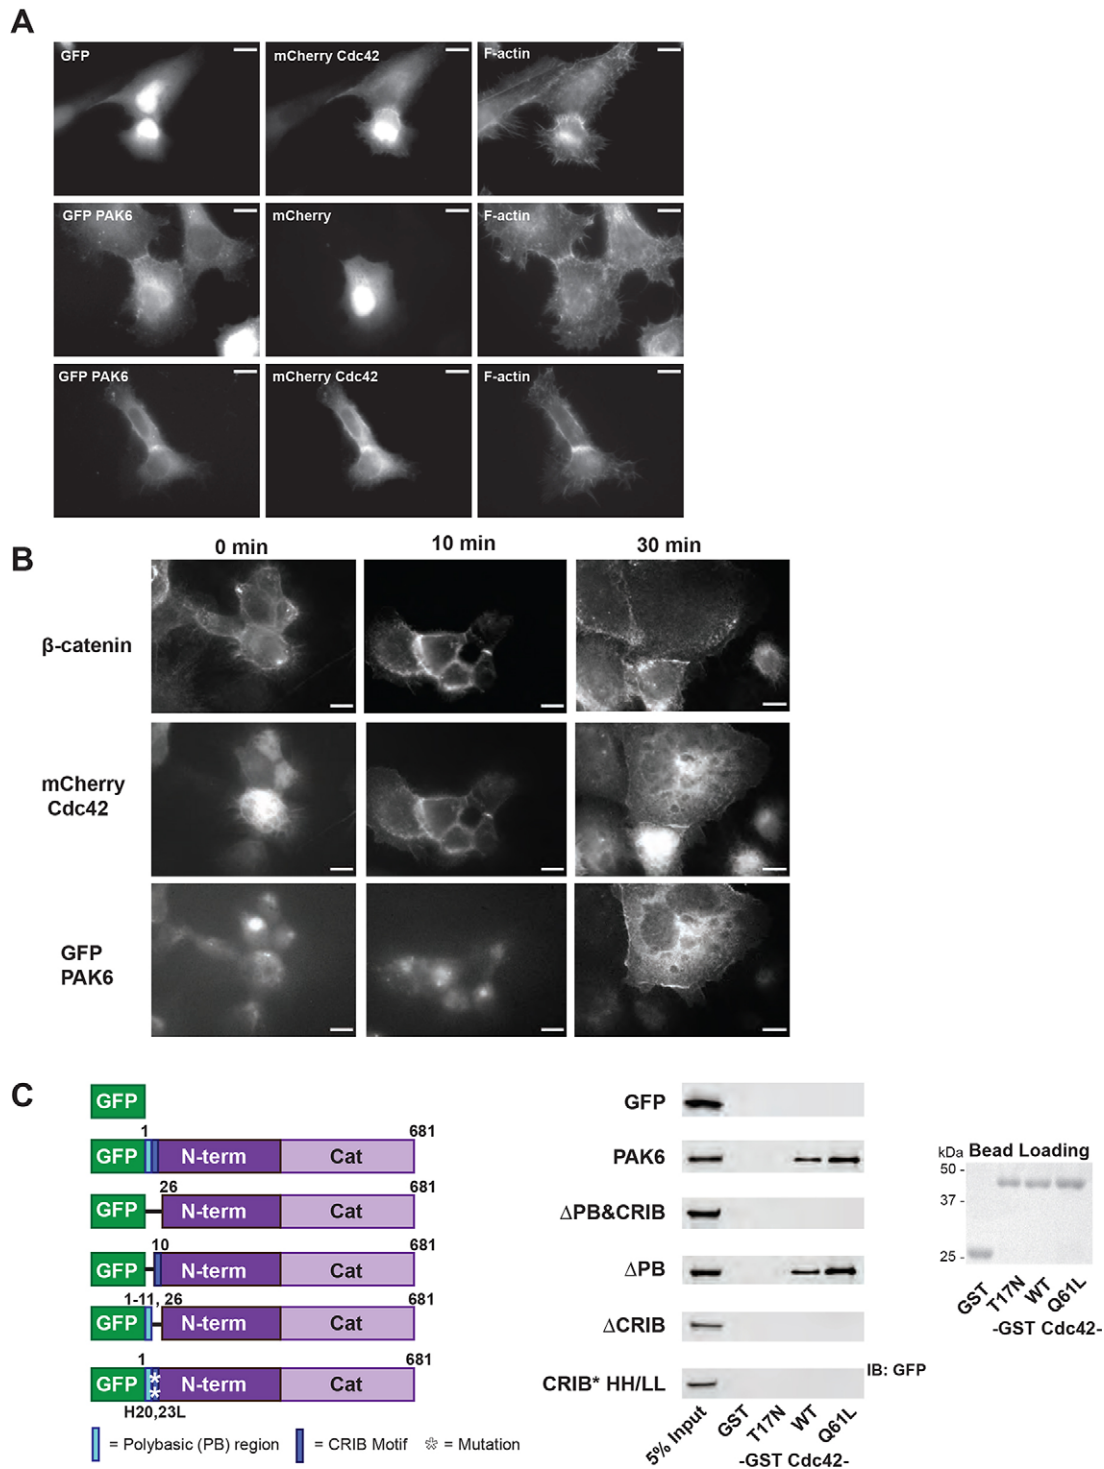 A
GFP
mCherry Cdc42
F-actin
GFP PAK6
mCherry
F-actin
GFP PAK6
mCherry Cdc42
F-actin
B
0 min
10 min
30 min
β-catenin
mCherry
Cdc42
GFP
PAK6
C
GFP
1
681
GFP
N-term
Cat
26
681
GFP
N-term
Cat
10
681
GFP
N-term
Cat
1-11, 26
681
GFP
N-term
Cat
1
681
GFP
**
N-term
Cat
H20,23L
= Polybasic (PB) region
= CRIB Motif
* = Mutation
GFP
PAK6
∆PB&CRIB
∆PB
∆CRIB
CRIB* HH/LL
IB: GFP
5% Input
GST
T17N
WT
Q61L
-GST Cdc42-
kDa
Bead Loading
50 -
37 -
25 -
GST
T17N
WT
Q61L
-GST Cdc42-